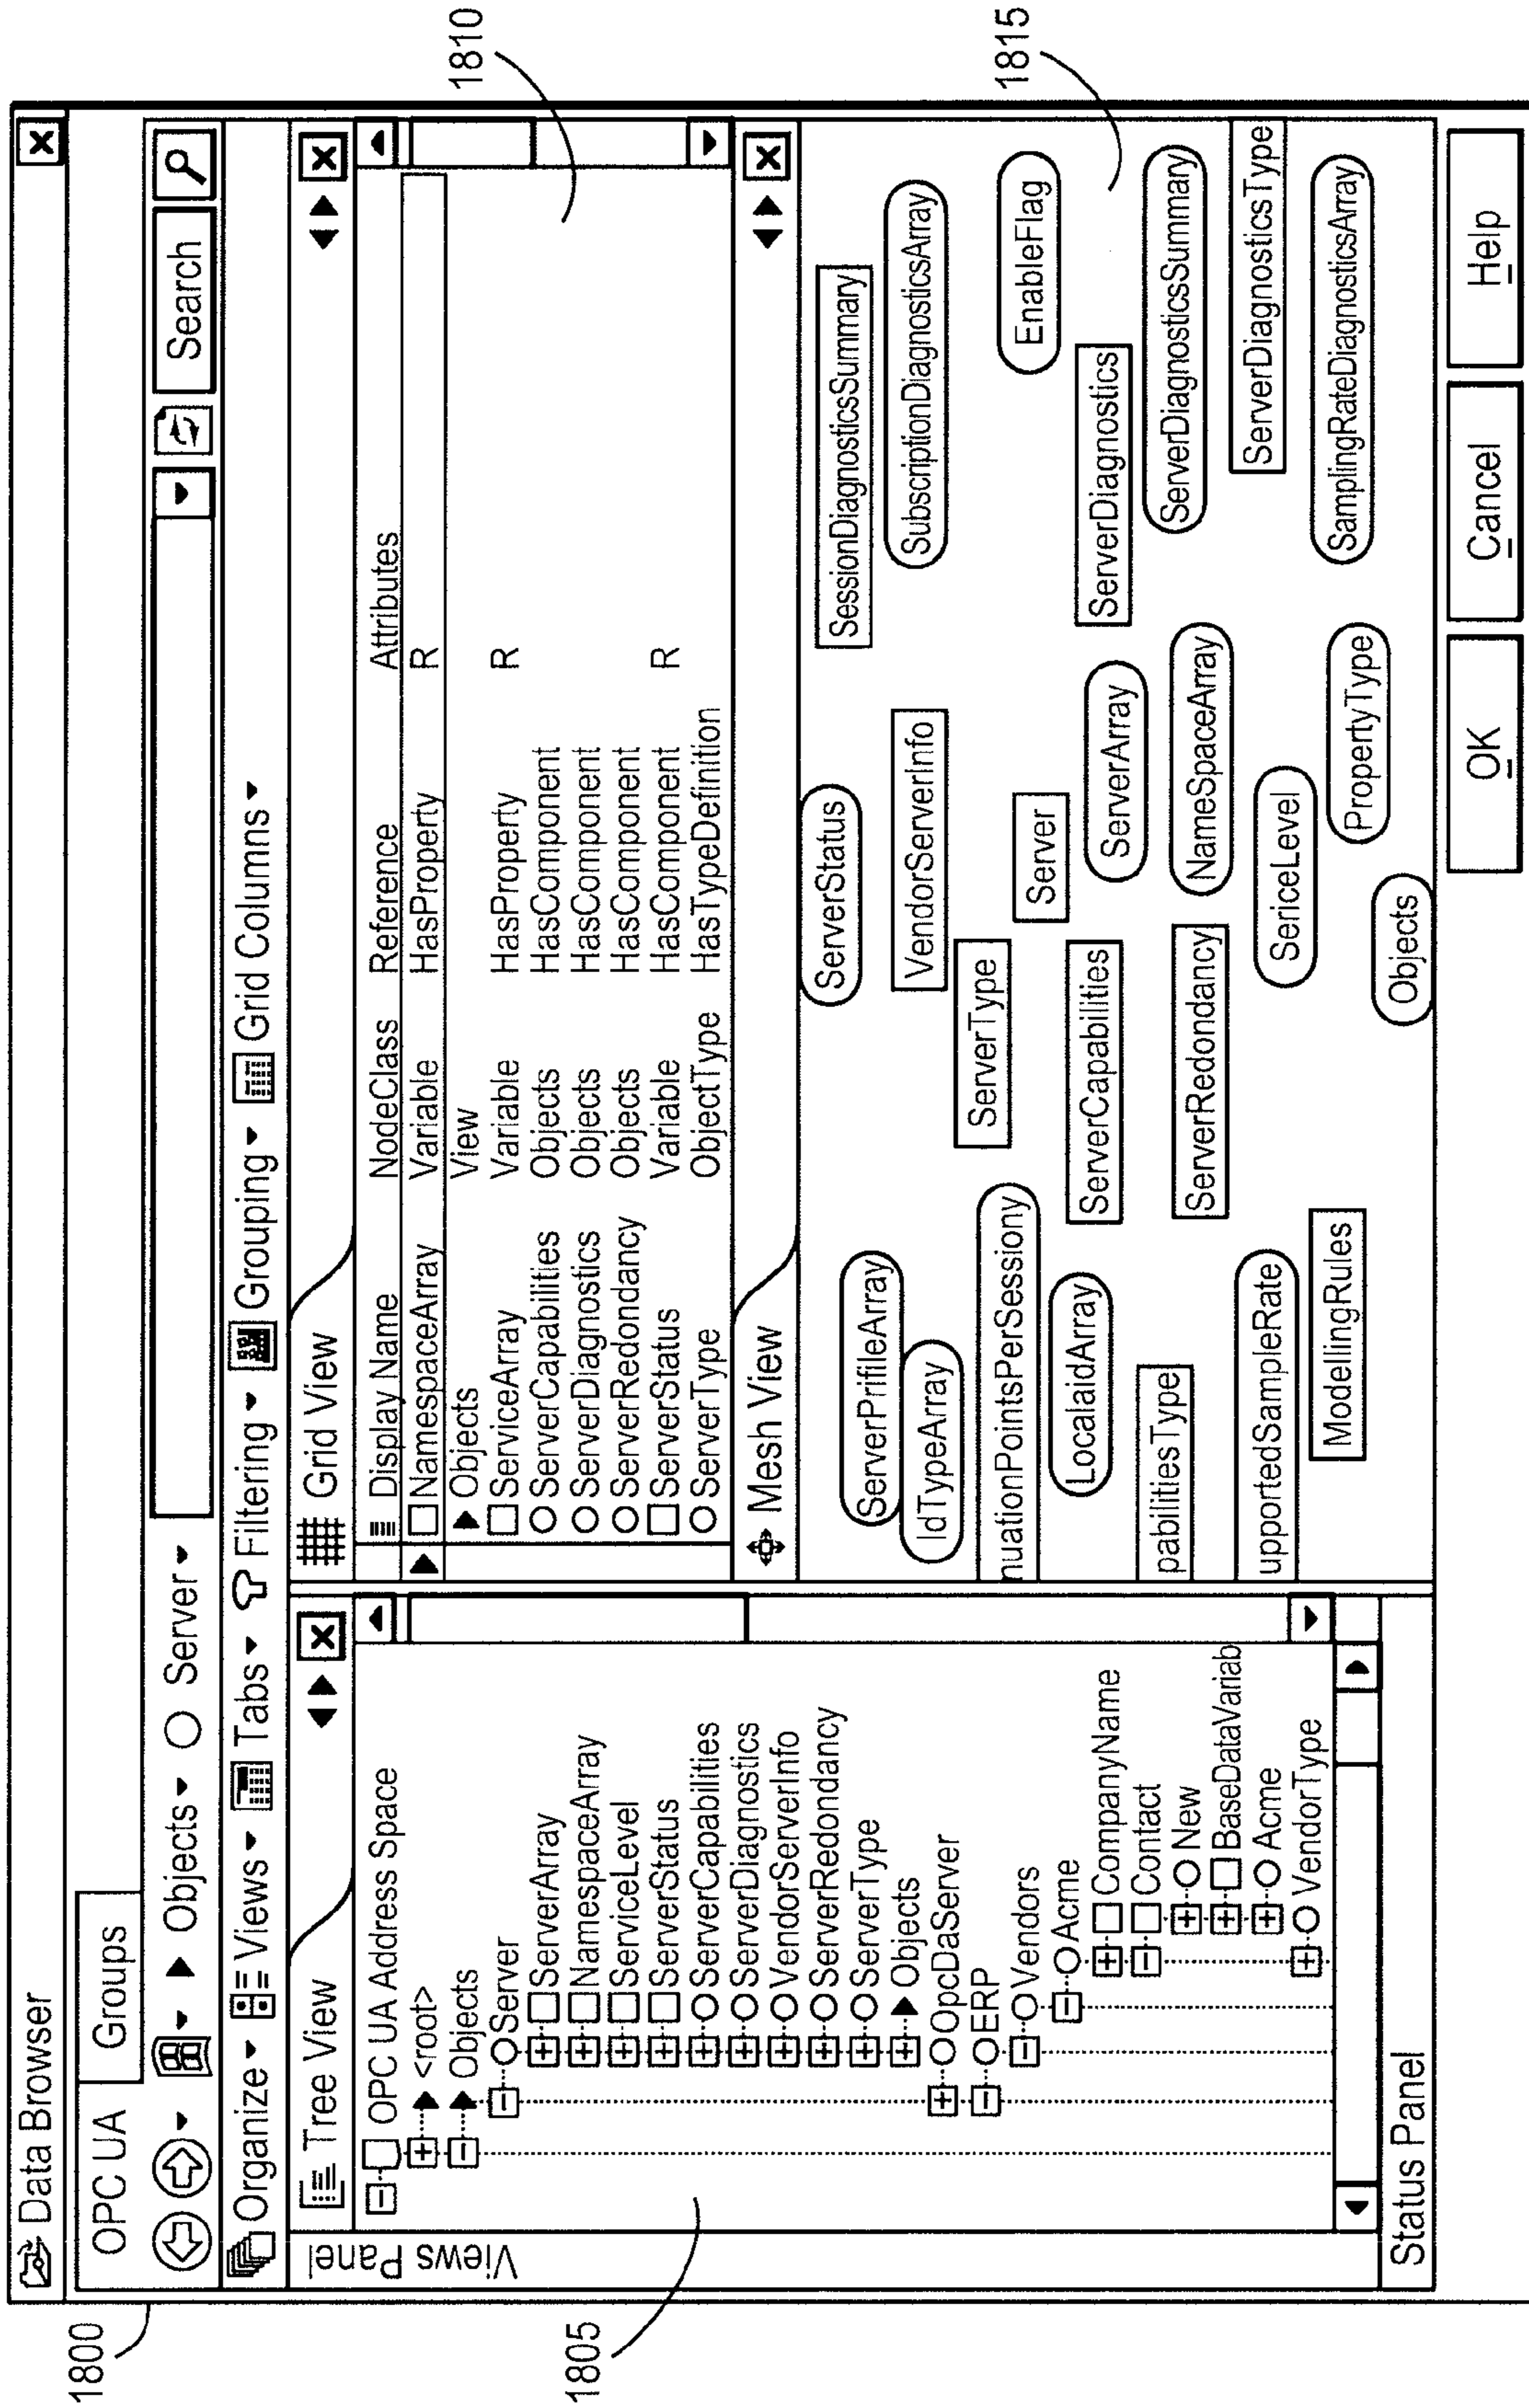 1800
Data Browser
OPC UA Groups
Objects Server Search
Organize Views Tabs Filtering Grouping Grid Columns
Views Panel
1805
Tree View
OPC UA Address Space
<root>
Objects
Server
ServerArray
NamespaceArray
ServiceLevel
ServerStatus
ServerCapabilities
ServerDiagnostics
VendorServerInfo
ServerRedondancy
ServerType
Objects
OpcDaServer
ERP
Vendors
Acme
CompanyName
Contact
New
BaseDataVariab
Acme
VendorType
Grid View
1810
Display Name NodeClass Reference Attributes
NamespaceArray Variable HasProperty R
Objects View
ServiceArray Variable HasProperty R
ServerCapabilities Objects HasComponent
ServerDiagnostics Objects HasComponent
ServerRedondancy Objects HasComponent
ServerStatus Variable HasComponent R
ServerType ObjectType HasTypeDefinition
Mesh View
1815
ServerStatus
SessionDiagnosticsSummary
ServerPrifileArray
VendorServerInfo
SubscriptionDiagnosticsArray
IdTypeArray
ServerType
nuationPointsPerSessiony
Server
EnableFlag
LocalaidArray
ServerCapabilities
ServerArray
ServerDiagnostics
pabilitiesType
ServerRedondancy
NameSpaceArray
ServerDiagnosticsSummary
upportedSampleRate
SericeLevel
ServerDiagnosticsType
ModellingRules
PropertyType
SamplingRateDiagnosticsArray
Objects
Status Panel
OK Cancel Help